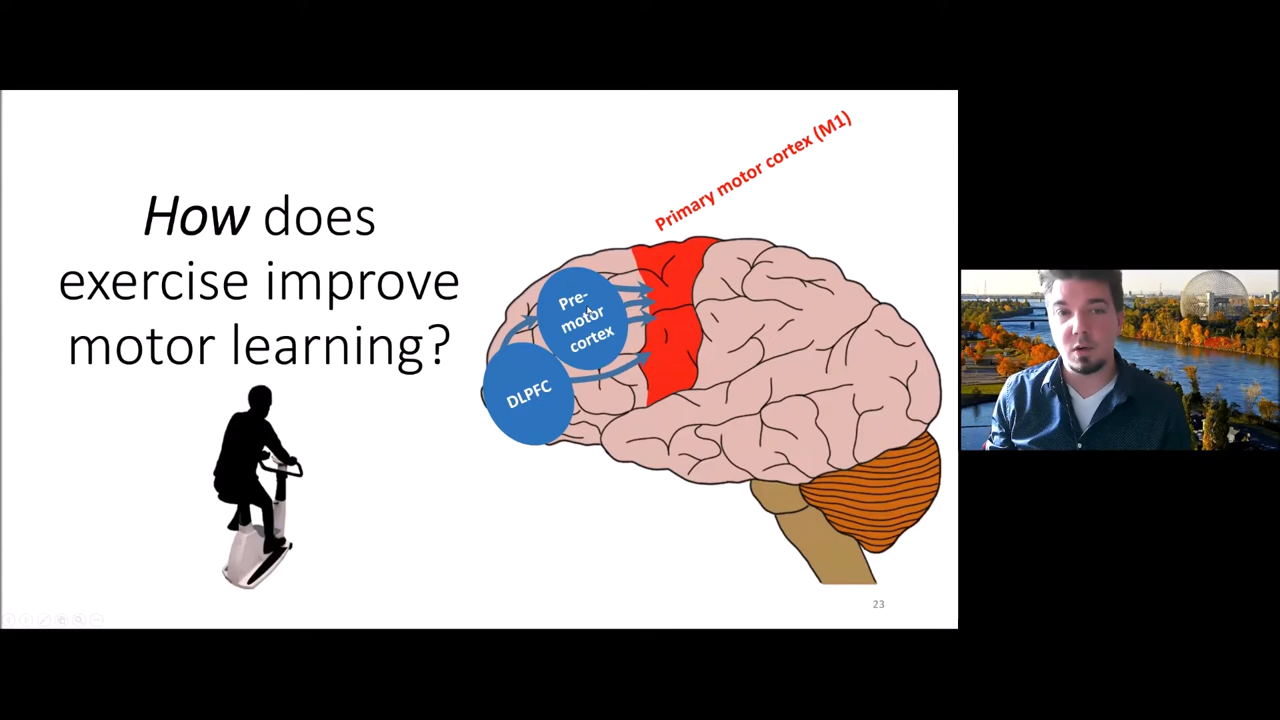 How does
exercise improve
motor learning?
Primary motor cortex (M1)
Pre-
motor
cortex
DLPFC
23